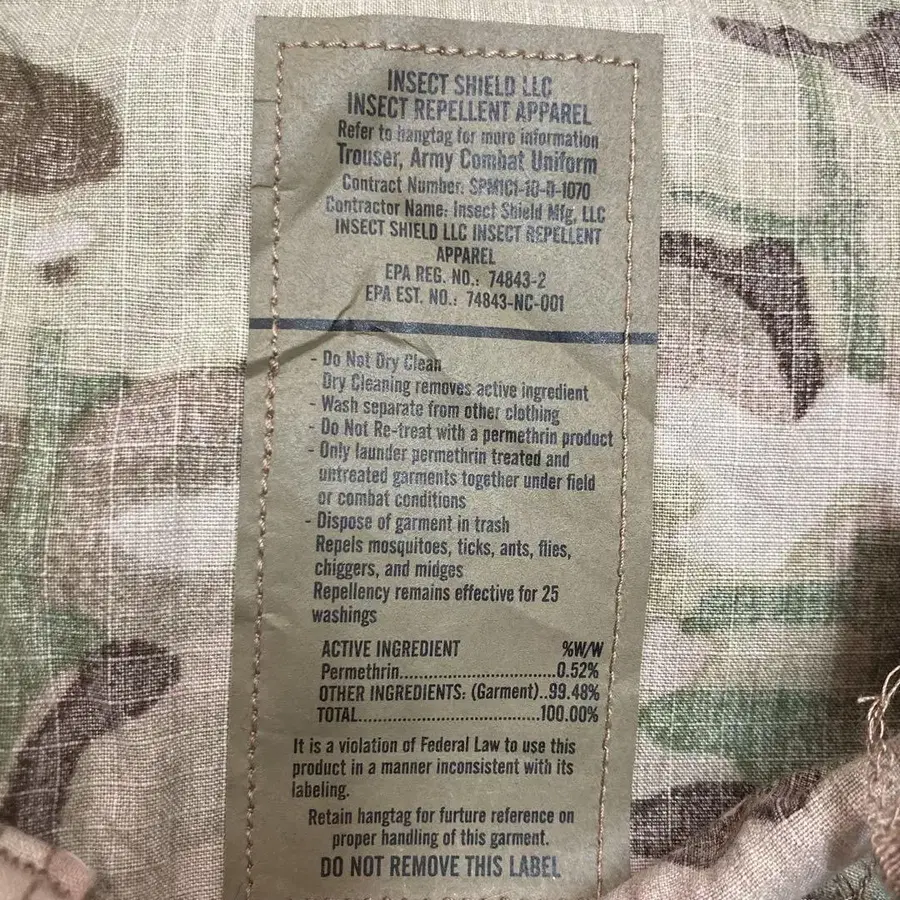 INSECT SHIELD LLC
INSECT REPELLENT APPAREL
Refer to hangtag for more information
Trouser, Army Combat Uniform
Contract Number: SPM1C1-10-D-1070
Contractor Name: Insect Shield Mfg, LLC
INSECT SHIELD LLC INSECT REPELLENT
APPAREL
EPA REG. NO.: 74843-2
EPA EST. NO.: 74843-NC-001
- Do Not Dry Clean
Dry Cleaning removes active ingredient
- Wash separate from other clothing
- Do Not Re-treat with a permethrin product
- Only launder permethrin treated and
untreated garments together under field
or combat conditions
- Dispose of garment in trash
Repels mosquitoes, ticks, ants, flies,
chiggers, and midges
Repellency remains effective for 25
washings
ACTIVE INGREDIENT %W/W
Permethrin..............................0.52%
OTHER INGREDIENTS. (Garment)..99.48%
TOTAL...................................100.00%
It is a violation of Federal Law to use this
product in a manner inconsistent with its
labeling.
Retain hangtag for furture reference on
proper handling of this garment.
DO NOT REMOVE THIS LABEL